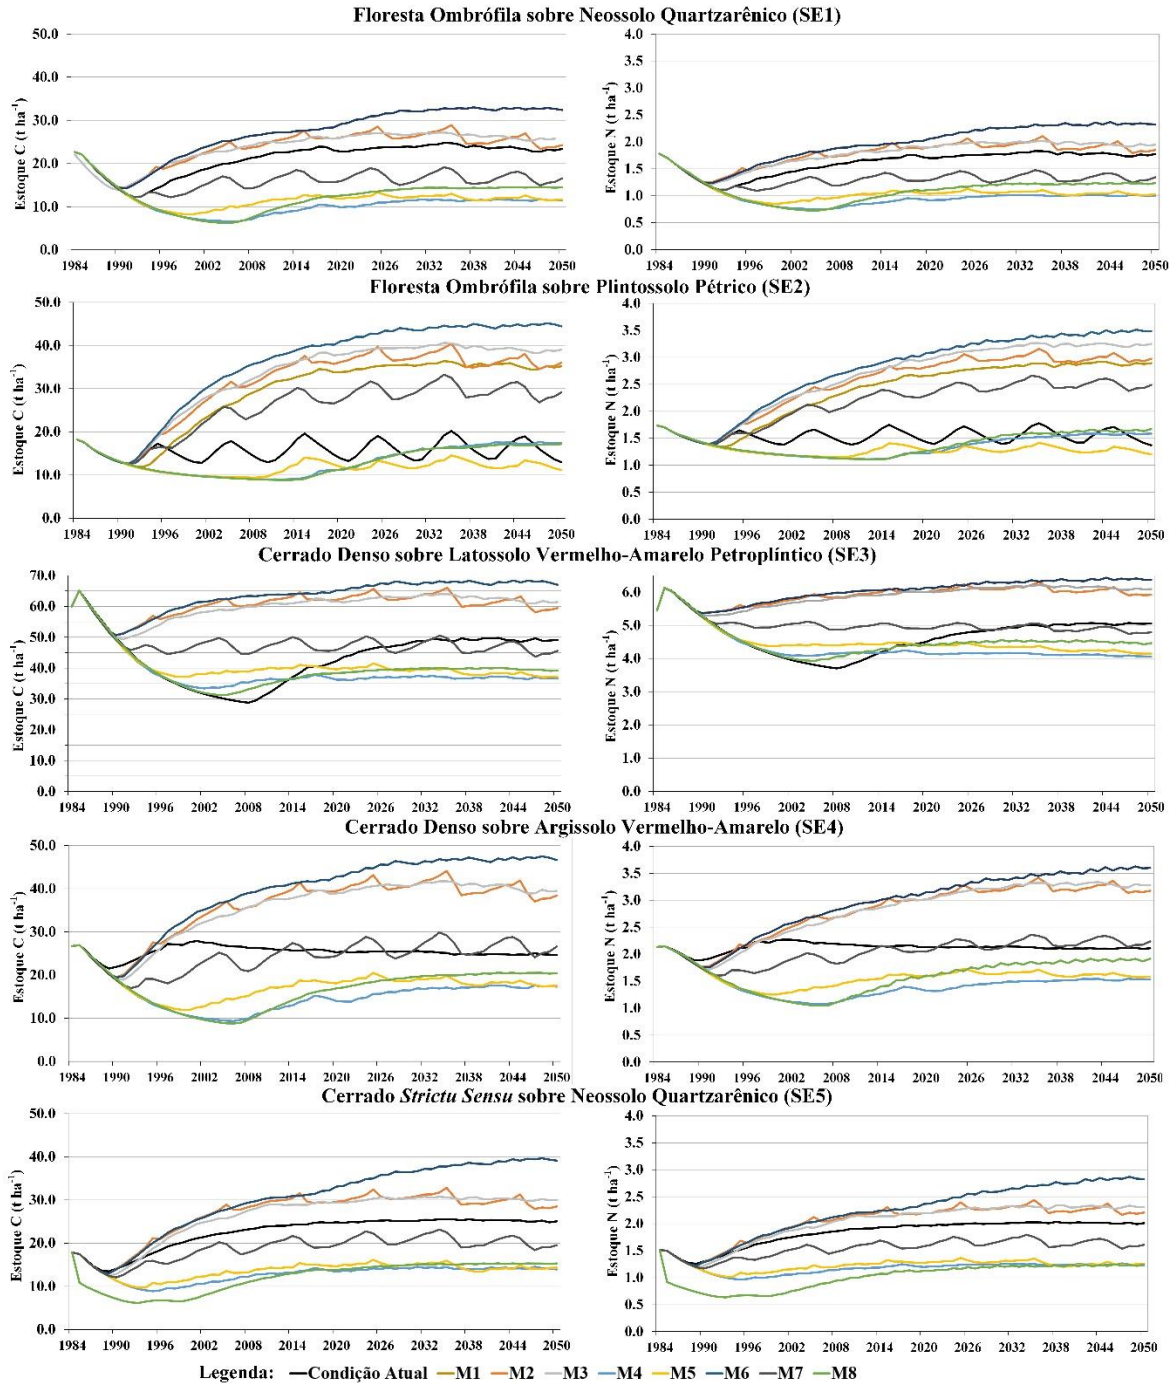 Floresta Ombrófila sobre Neossolo Quartzarênico (SE1)
50.0
40.0
30.0
20.0
10.0
0.0
Estoque C (t ha-1)
1984 1990 1996 2002 2008 2014 2020 2026 2032 2038 2044 2050
4.0
3.5
3.0
2.5
2.0
1.5
1.0
0.5
0.0
Estoque N (t ha-1)
1984 1990 1996 2002 2008 2014 2020 2026 2032 2038 2044 2050
Floresta Ombrófila sobre Plintossolo Pétrico (SE2)
50.0
40.0
30.0
20.0
10.0
0.0
Estoque C (t ha-1)
1984 1990 1996 2002 2008 2014 2020 2026 2032 2038 2044 2050
4.0
3.5
3.0
2.5
2.0
1.5
1.0
0.5
0.0
Estoque N (t ha-1)
1984 1990 1996 2002 2008 2014 2020 2026 2032 2038 2044 2050
Cerrado Denso sobre Latossolo Vermelho-Amarelo Petroplíntico (SE3)
70.0
60.0
50.0
40.0
30.0
20.0
10.0
0.0
Estoque C (t ha-1)
1984 1990 1996 2002 2008 2014 2020 2026 2032 2038 2044 2050
6.0
5.0
4.0
3.0
2.0
1.0
0.0
Estoque N (t ha-1)
1984 1990 1996 2002 2008 2014 2020 2026 2032 2038 2044 2050
Cerrado Denso sobre Argissolo Vermelho-Amarelo (SE4)
50.0
40.0
30.0
20.0
10.0
0.0
Estoque C (t ha-1)
1984 1990 1996 2002 2008 2014 2020 2026 2032 2038 2044 2050
4.0
3.5
3.0
2.5
2.0
1.5
1.0
0.5
0.0
Estoque N (t ha-1)
1984 1990 1996 2002 2008 2014 2020 2026 2032 2038 2044 2050
Cerrado Strictu Sensu sobre Neossolo Quartzarênico (SE5)
50.0
40.0
30.0
20.0
10.0
0.0
Estoque C (t ha-1)
1984 1990 1996 2002 2008 2014 2020 2026 2032 2038 2044 2050
4.0
3.5
3.0
2.5
2.0
1.5
1.0
0.5
0.0
Estoque N (t ha-1)
1984 1990 1996 2002 2008 2014 2020 2026 2032 2038 2044 2050
Legenda: Condição Atual M1 M2 M3 M4 M5 M6 M7 M8